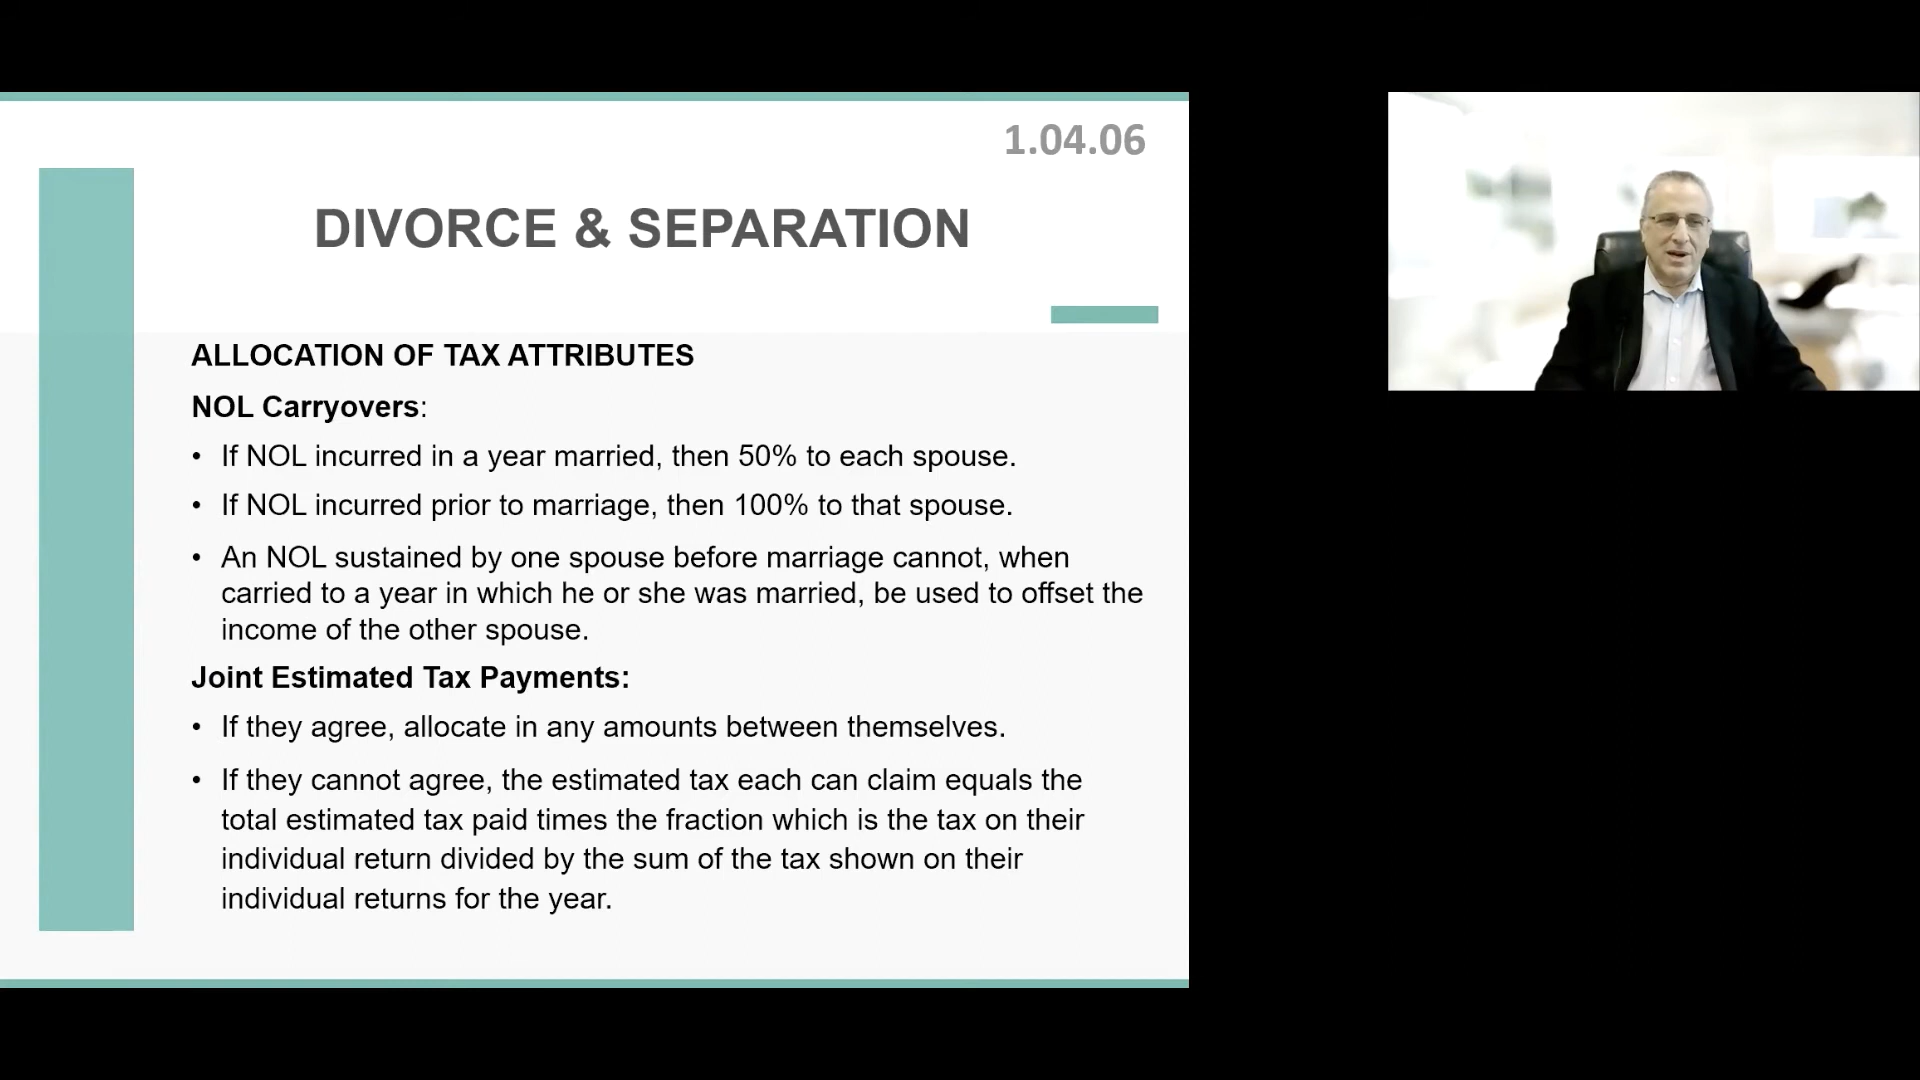 1.04.06
DIVORCE & SEPARATION
ALLOCATION OF TAX ATTRIBUTES
NOL Carryovers:
• If NOL incurred in a year married, then 50% to each spouse.
• If NOL incurred prior to marriage, then 100% to that spouse.
• An NOL sustained by one spouse before marriage cannot, when
carried to a year in which he or she was married, be used to offset the
income of the other spouse.
Joint Estimated Tax Payments:
• If they agree, allocate in any amounts between themselves.
• If they cannot agree, the estimated tax each can claim equals the
total estimated tax paid times the fraction which is the tax on their
individual return divided by the sum of the tax shown on their
individual returns for the year.